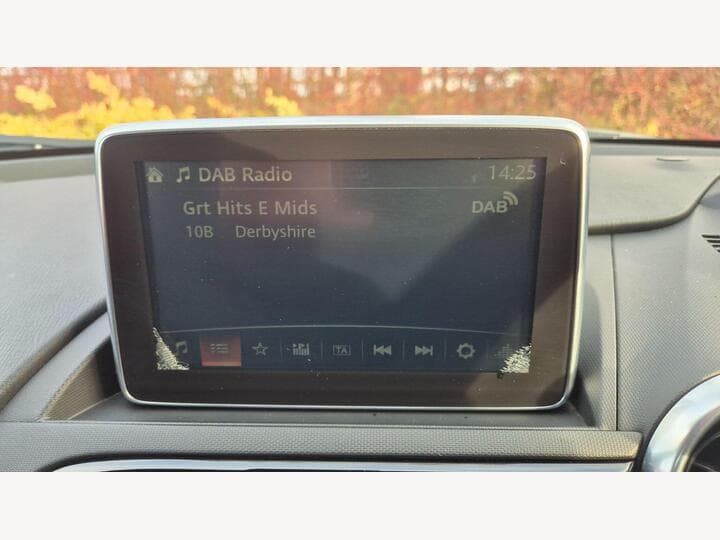 DAB Radio 14:25
Grt Hits E Mids DAB
10B Derbyshire
TA